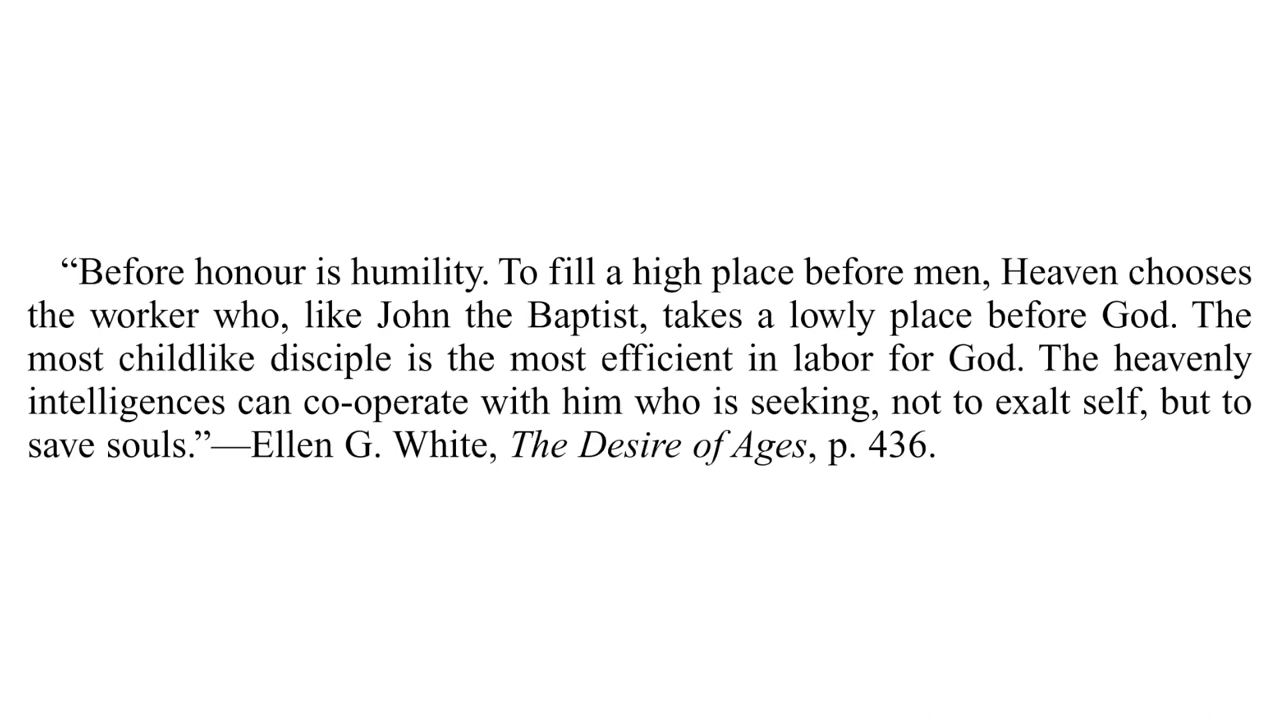 “Before honour is humility. To fill a high place before men, Heaven chooses
the worker who, like John the Baptist, takes a lowly place before God. The
most childlike disciple is the most efficient in labor for God. The heavenly
intelligences can co-operate with him who is seeking, not to exalt self, but to
save souls.”—Ellen G. White, The Desire of Ages, p. 436.